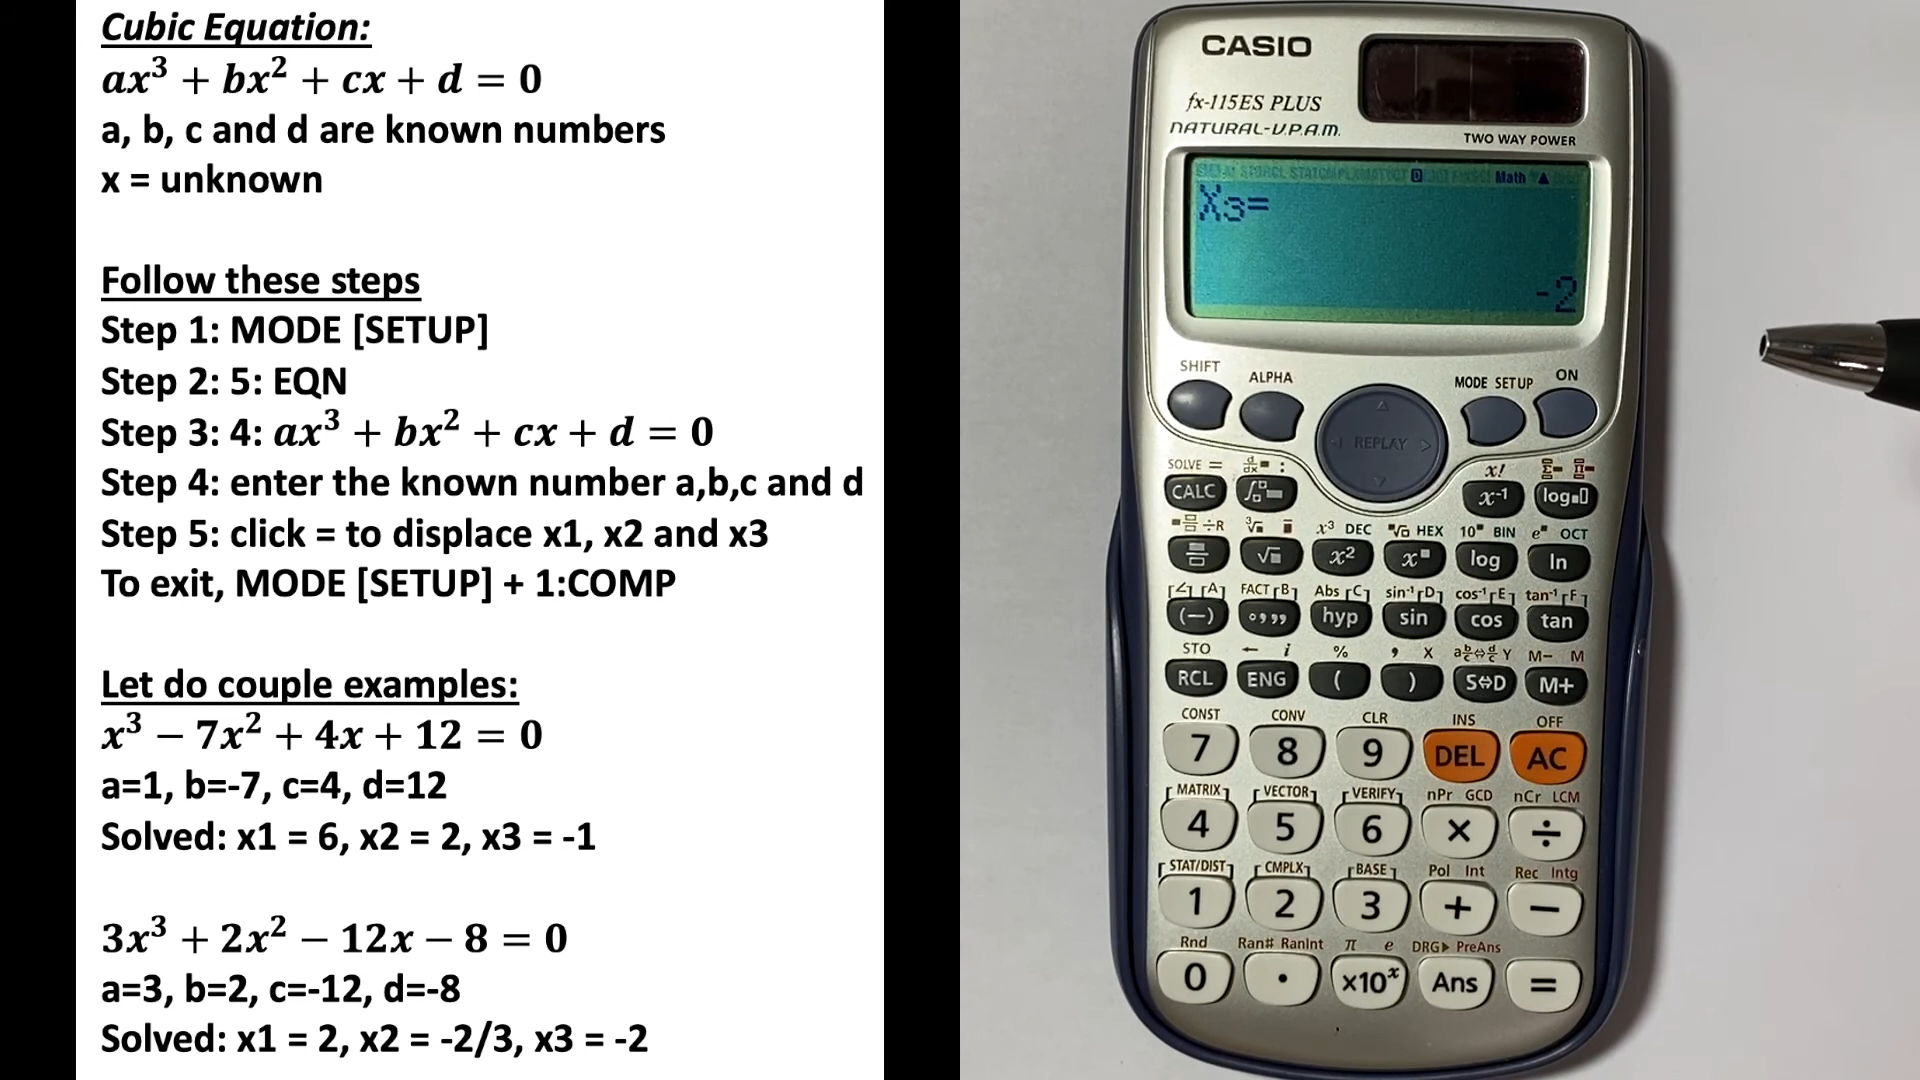 Cubic Equation:
ax³ + bx² + cx + d = 0
a, b, c and d are known numbers
x = unknown
Follow these steps
Step 1: MODE [SETUP]
Step 2: 5: EQN
Step 3: 4: ax³ + bx² + cx + d = 0
Step 4: enter the known number a,b,c and d
Step 5: click = to displace x1, x2 and x3
To exit, MODE [SETUP] + 1:COMP
Let do couple examples:
x³ − 7x² + 4x + 12 = 0
a=1, b=-7, c=4, d=12
Solved: x1 = 6, x2 = 2, x3 = -1
3x³ + 2x² − 12x − 8 = 0
a=3, b=2, c=-12, d=-8
Solved: x1 = 2, x2 = -2/3, x3 = -2
CASIO
fx-115ES PLUS
NATURAL-V.P.A.M.
TWO WAY POWER
D Math ▲
X₃=
-2
SHIFT ALPHA MODE SETUP ON
REPLAY
SOLVE = d/dx : x! Σ Π
CALC ∫ x⁻¹ log
÷R ³√ x³ DEC √ HEX 10 BIN e OCT
√ x² x log ln
∠ A FACT B Abs C sin⁻¹ D cos⁻¹ E tan⁻¹ F
(−) °'" hyp sin cos tan
STO ← i % , X a b/c⇔d/c Y M− M
RCL ENG ( ) S⇔D M+
CONST CONV CLR INS OFF
7 8 9 DEL AC
MATRIX VECTOR VERIFY nPr GCD nCr LCM
4 5 6 × ÷
STAT/DIST CMPLX BASE Pol Int Rec Intg
1 2 3 + −
Rnd Ran# RanInt π e DRG▶ PreAns
0 . ×10ˣ Ans =